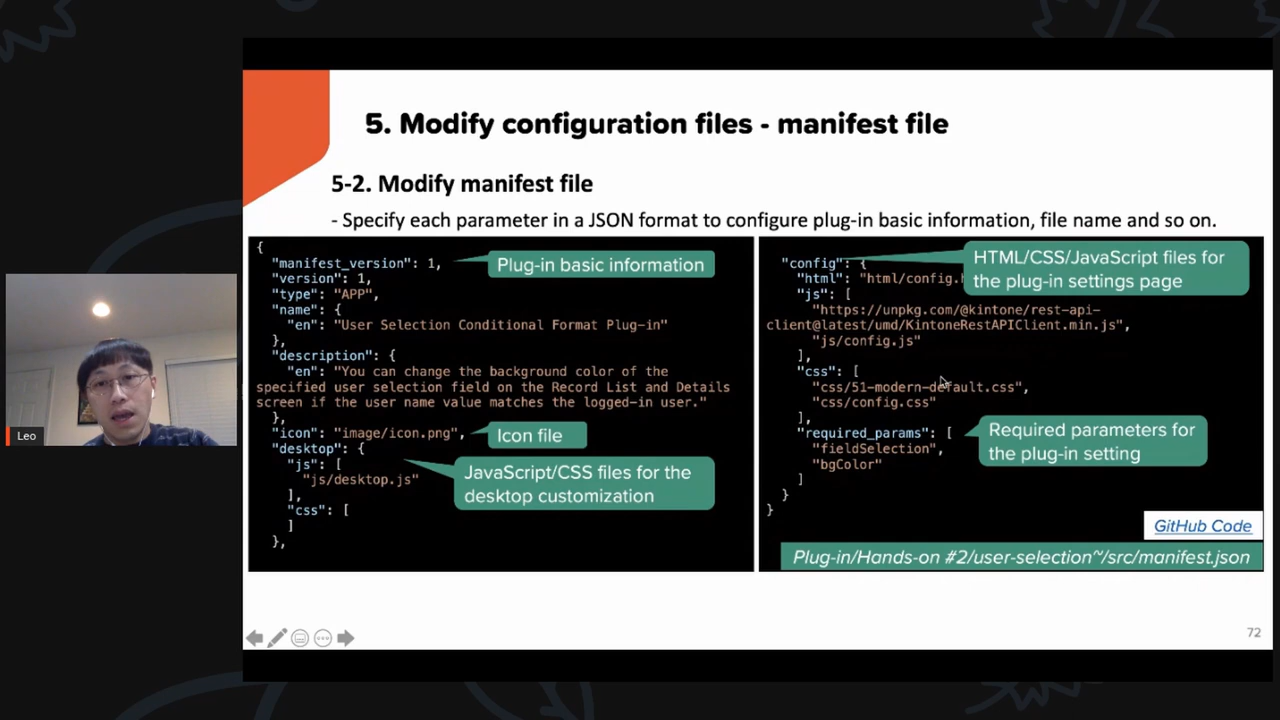 5. Modify configuration files - manifest file
5-2. Modify manifest file
- Specify each parameter in a JSON format to configure plug-in basic information, file name and so on.
{
"manifest_version": 1,
"version": 1,
"type": "APP",
"name": {
"en": "User Selection Conditional Format Plug-in"
},
"description": {
"en": "You can change the background color of the
specified user selection field on the Record List and Details
screen if the user name value matches the logged-in user."
},
"icon": "image/icon.png",
"desktop": {
"js": [
"js/desktop.js"
],
"css": [
]
},
Plug-in basic information
Icon file
JavaScript/CSS files for the
desktop customization
"config": {
"html": "html/config.
"js": [
"https://unpkg.com/@kintone/rest-api-
client@latest/umd/KintoneRestAPIClient.min.js",
"js/config.js"
],
"css": [
"css/51-modern-default.css",
"css/config.css"
],
"required_params": [
"fieldSelection",
"bgColor"
]
}
}
HTML/CSS/JavaScript files for
the plug-in settings page
Required parameters for
the plug-in setting
GitHub Code
Plug-in/Hands-on #2/user-selection~/src/manifest.json
72
Leo